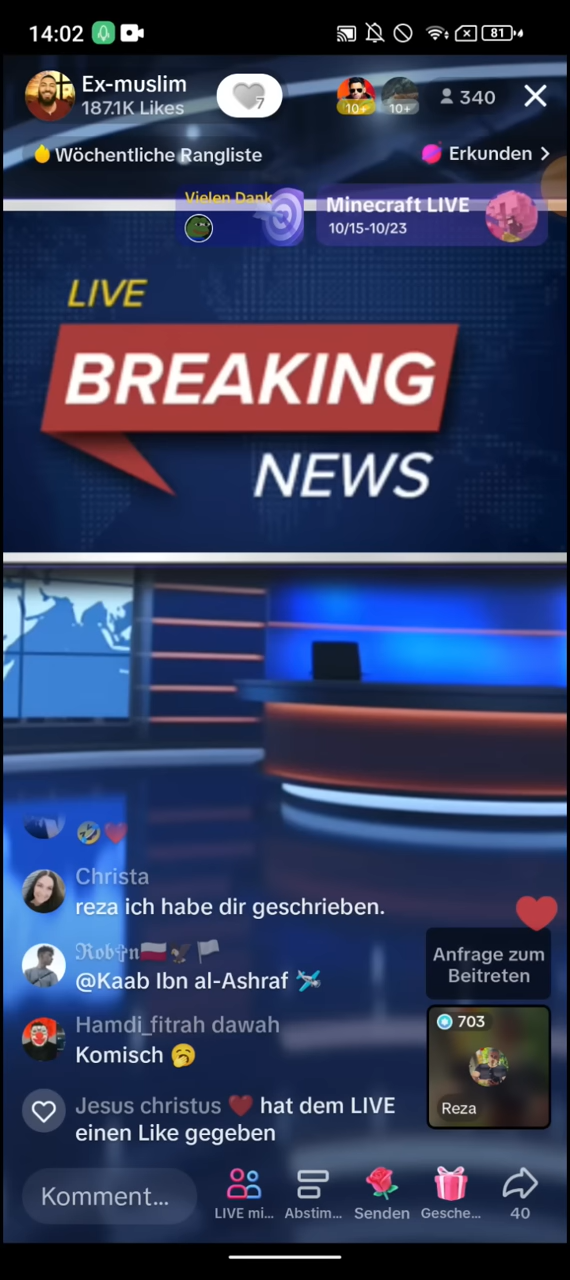 14:02
81
Ex-muslim
187.1K Likes
7
10+
10+
340
Wöchentliche Rangliste
Erkunden
Vielen Dank
Minecraft LIVE
10/15-10/23
LIVE
BREAKING
NEWS
🤣❤️
Christa
reza ich habe dir geschrieben.
ℜ𝔬𝔟✞𝔫🇵🇱🦅🏳️
@Kaab Ibn al-Ashraf 🛩️
Hamdi_fitrah dawah
Komisch 🥱
Jesus christus ❤️ hat dem LIVE
einen Like gegeben
Anfrage zum
Beitreten
703
Reza
Komment...
LIVE mi...
Abstim...
Senden
Gesche...
40